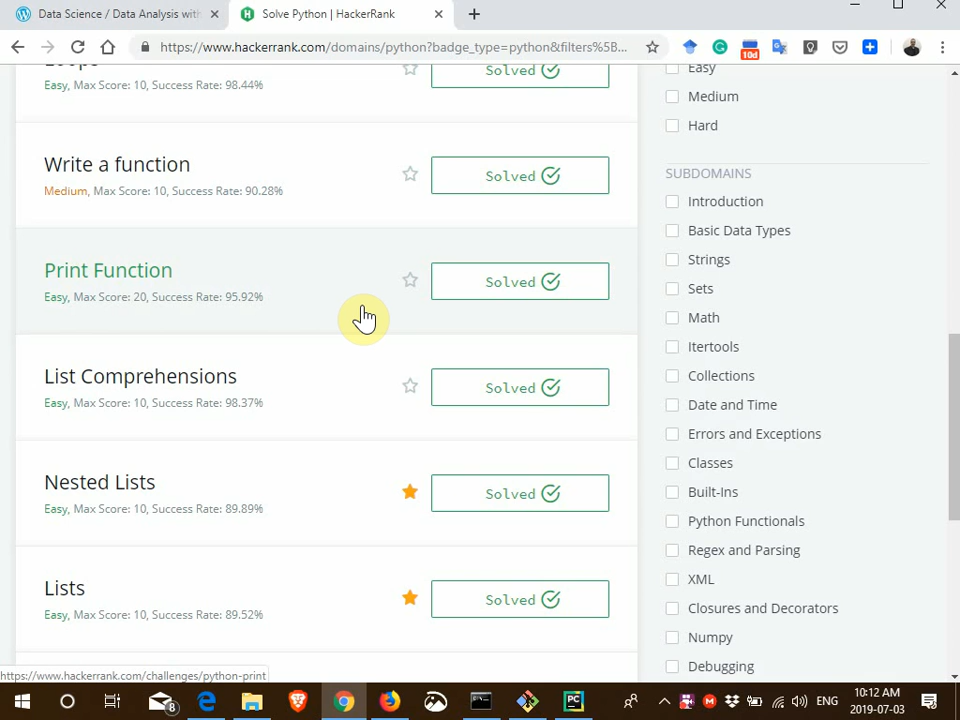 Data Science / Data Analysis with
Solve Python | HackerRank
https://www.hackerrank.com/domains/python?badge_type=python&filters%5B...
10d
Loops
Easy, Max Score: 10, Success Rate: 98.44%
Solved
Write a function
Medium, Max Score: 10, Success Rate: 90.28%
Solved
Print Function
Easy, Max Score: 20, Success Rate: 95.92%
Solved
List Comprehensions
Easy, Max Score: 10, Success Rate: 98.37%
Solved
Nested Lists
Easy, Max Score: 10, Success Rate: 89.89%
Solved
Lists
Easy, Max Score: 10, Success Rate: 89.52%
Solved
Easy
Medium
Hard
SUBDOMAINS
Introduction
Basic Data Types
Strings
Sets
Math
Itertools
Collections
Date and Time
Errors and Exceptions
Classes
Built-Ins
Python Functionals
Regex and Parsing
XML
Closures and Decorators
Numpy
Debugging
https://www.hackerrank.com/challenges/python-print
8
PC
ENG
10:12 AM
2019-07-03